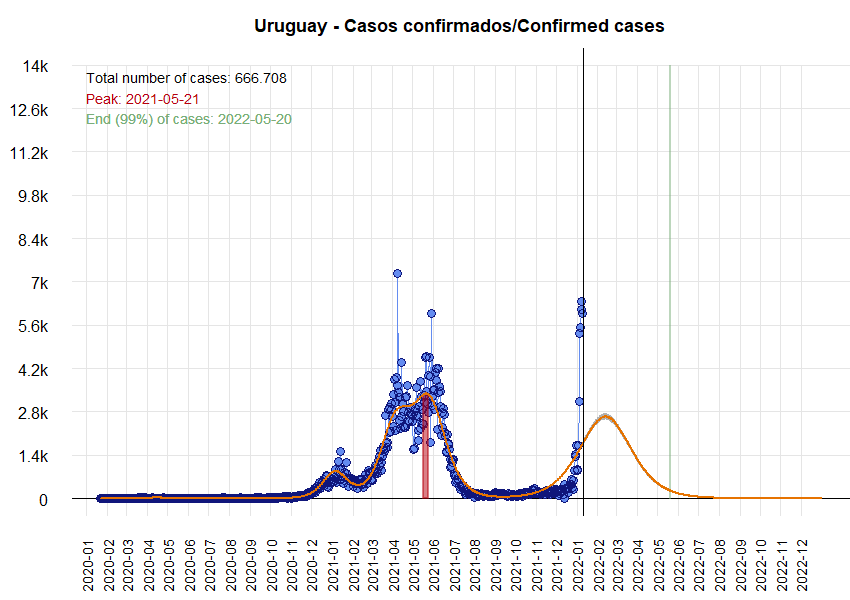 Uruguay - Casos confirmados/Confirmed cases
Total number of cases: 666.708
Peak: 2021-05-21
End (99%) of cases: 2022-05-20
14k
12.6k
11.2k
9.8k
8.4k
7k
5.6k
4.2k
2.8k
1.4k
0
2020-01
2020-02
2020-03
2020-04
2020-05
2020-06
2020-07
2020-08
2020-09
2020-10
2020-11
2020-12
2021-01
2021-02
2021-03
2021-04
2021-05
2021-06
2021-07
2021-08
2021-09
2021-10
2021-11
2021-12
2022-01
2022-02
2022-03
2022-04
2022-05
2022-06
2022-07
2022-08
2022-09
2022-10
2022-11
2022-12